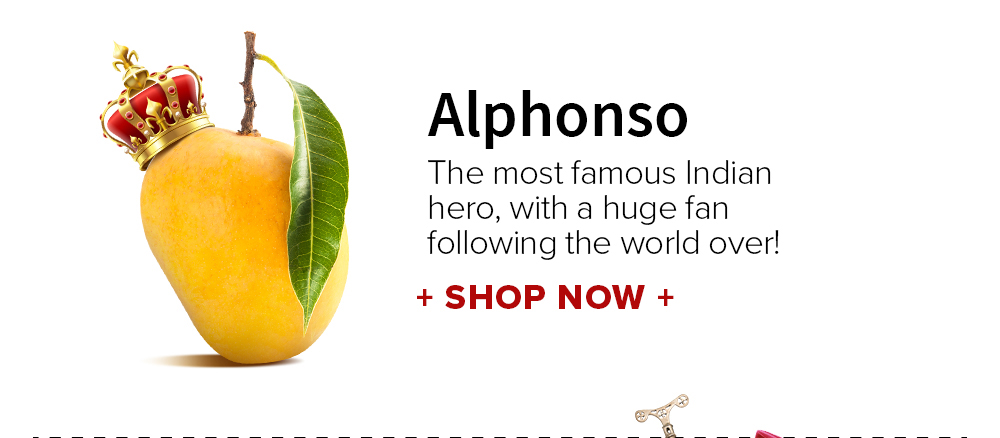 Alphonso
The most famous Indian
hero, with a huge fan
following the world over!
+ SHOP NOW +